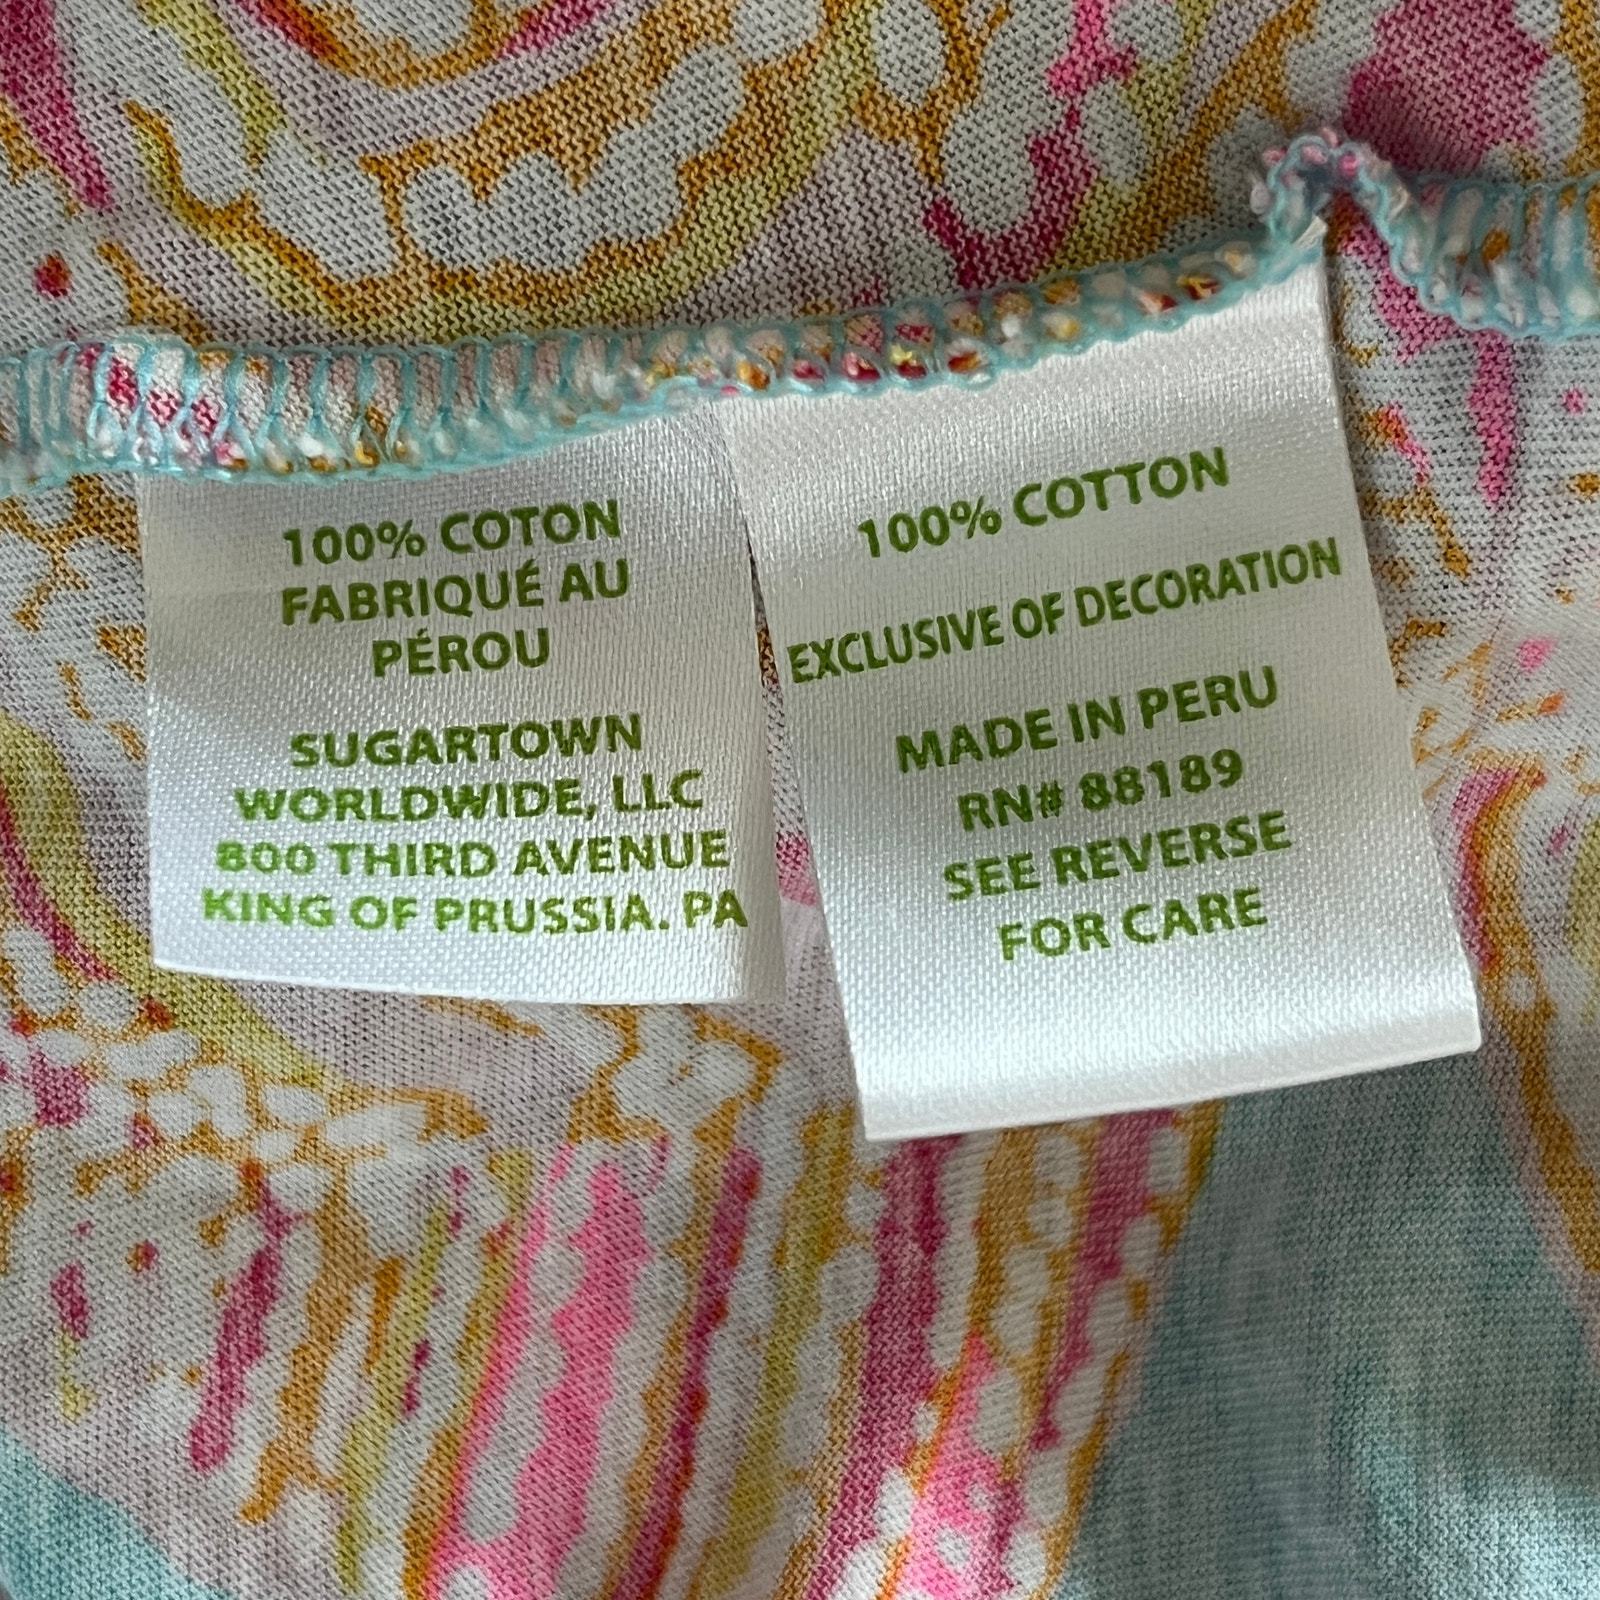 100% COTON
FABRIQUÉ AU
PÉROU
SUGARTOWN
WORLDWIDE, LLC
800 THIRD AVENUE
KING OF PRUSSIA. PA
100% COTTON
EXCLUSIVE OF DECORATION
MADE IN PERU
RN# 88189
SEE REVERSE
FOR CARE